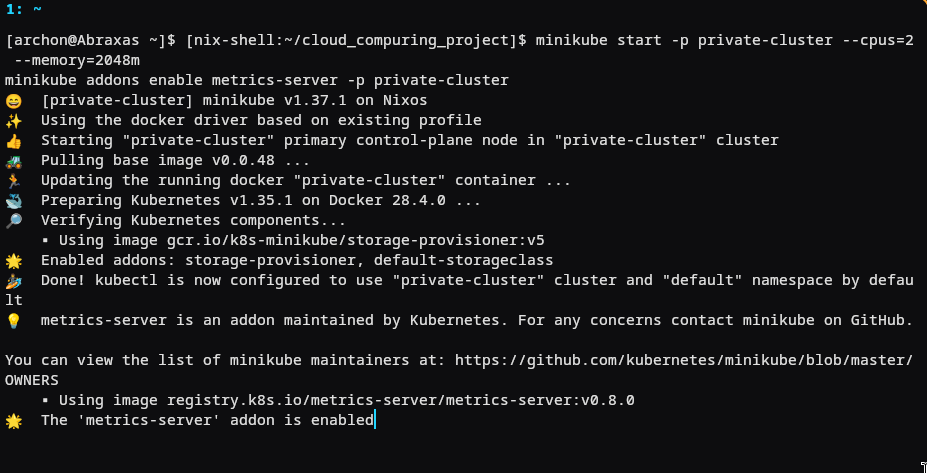 1: ~
[archon@Abraxas ~]$ [nix-shell:~/cloud_compuring_project]$ minikube start -p private-cluster --cpus=2
 --memory=2048m
minikube addons enable metrics-server -p private-cluster
😄  [private-cluster] minikube v1.37.1 on Nixos
✨  Using the docker driver based on existing profile
👍  Starting "private-cluster" primary control-plane node in "private-cluster" cluster
🚜  Pulling base image v0.0.48 ...
🏃  Updating the running docker "private-cluster" container ...
🐳  Preparing Kubernetes v1.35.1 on Docker 28.4.0 ...
🔎  Verifying Kubernetes components...
    ▪ Using image gcr.io/k8s-minikube/storage-provisioner:v5
🌟  Enabled addons: storage-provisioner, default-storageclass
🏄  Done! kubectl is now configured to use "private-cluster" cluster and "default" namespace by defau
lt
💡  metrics-server is an addon maintained by Kubernetes. For any concerns contact minikube on GitHub.
You can view the list of minikube maintainers at: https://github.com/kubernetes/minikube/blob/master/
OWNERS
    ▪ Using image registry.k8s.io/metrics-server/metrics-server:v0.8.0
🌟  The 'metrics-server' addon is enabled